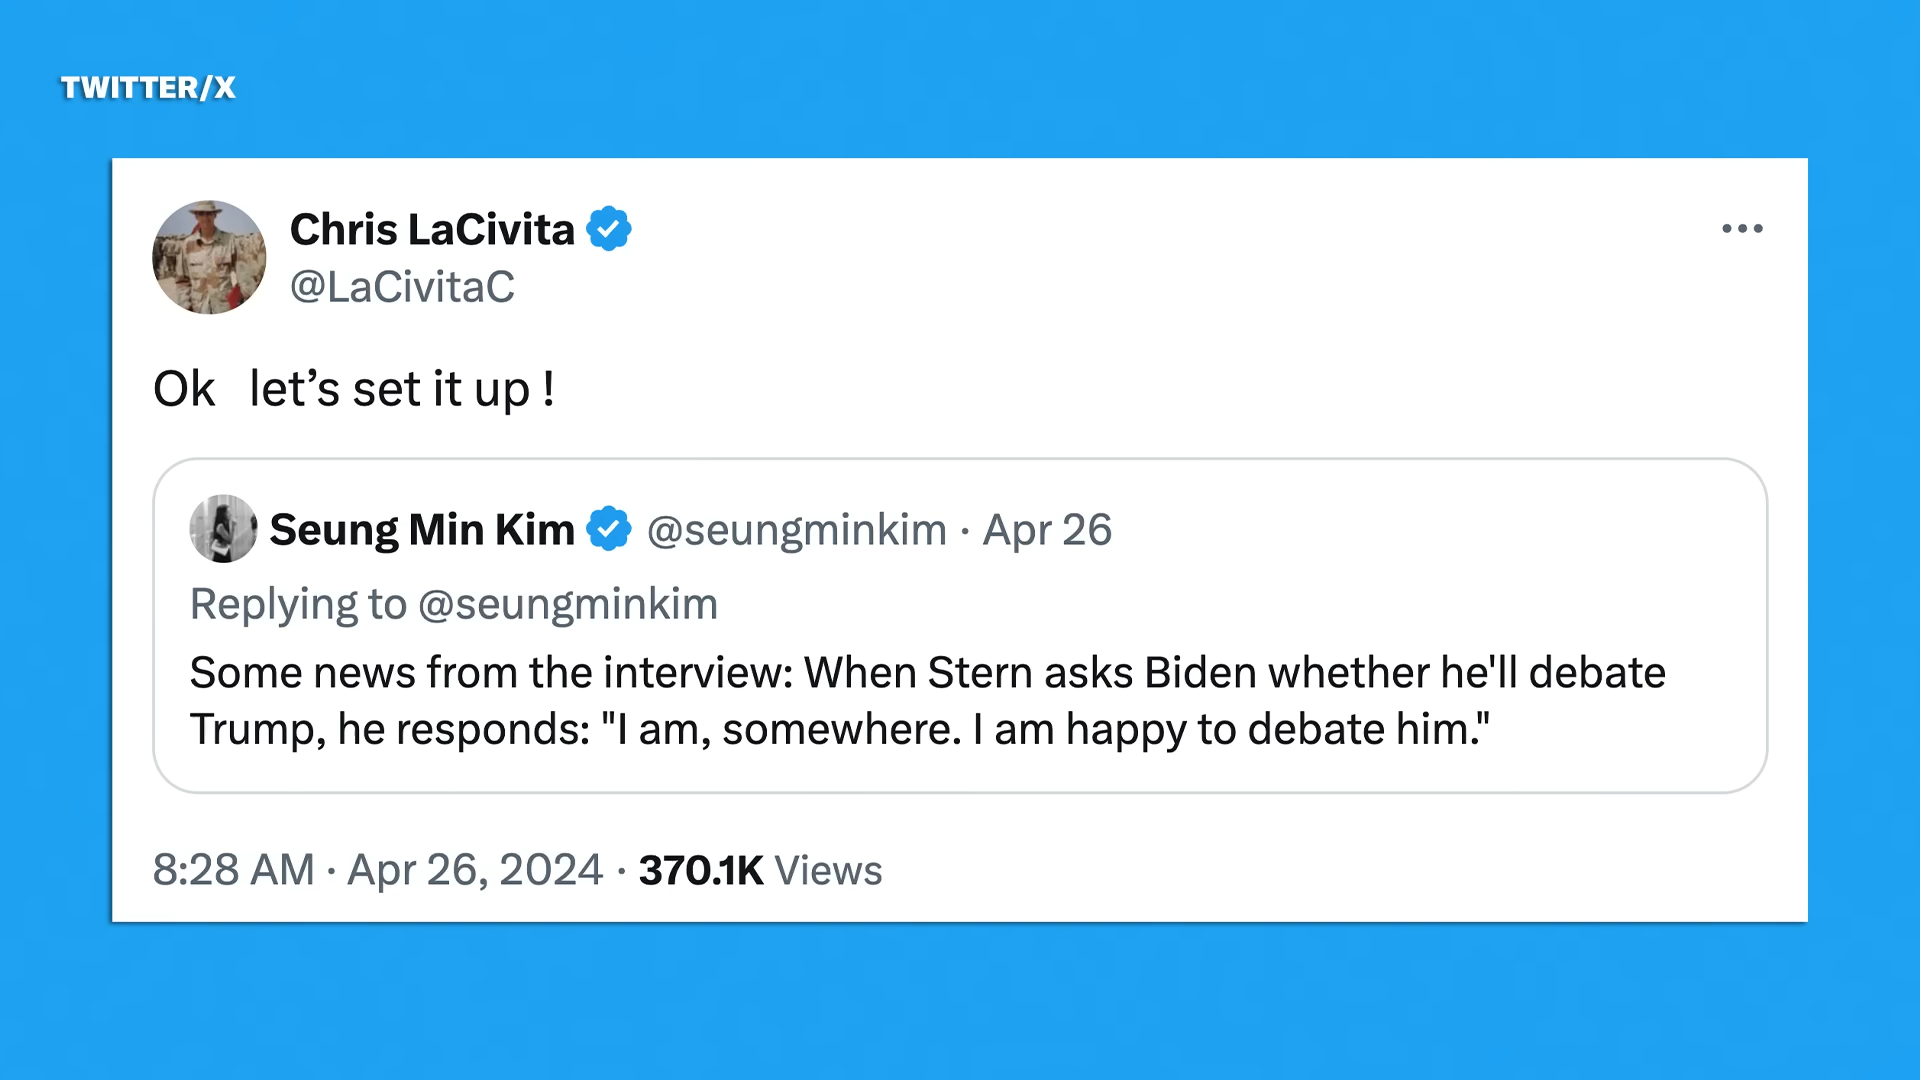 TWITTER/X
Chris LaCivita
@LaCivitaC
Ok   let’s set it up !
Seung Min Kim @seungminkim · Apr 26
Replying to @seungminkim
Some news from the interview: When Stern asks Biden whether he'll debate
Trump, he responds: "I am, somewhere. I am happy to debate him."
8:28 AM · Apr 26, 2024 · 370.1K Views